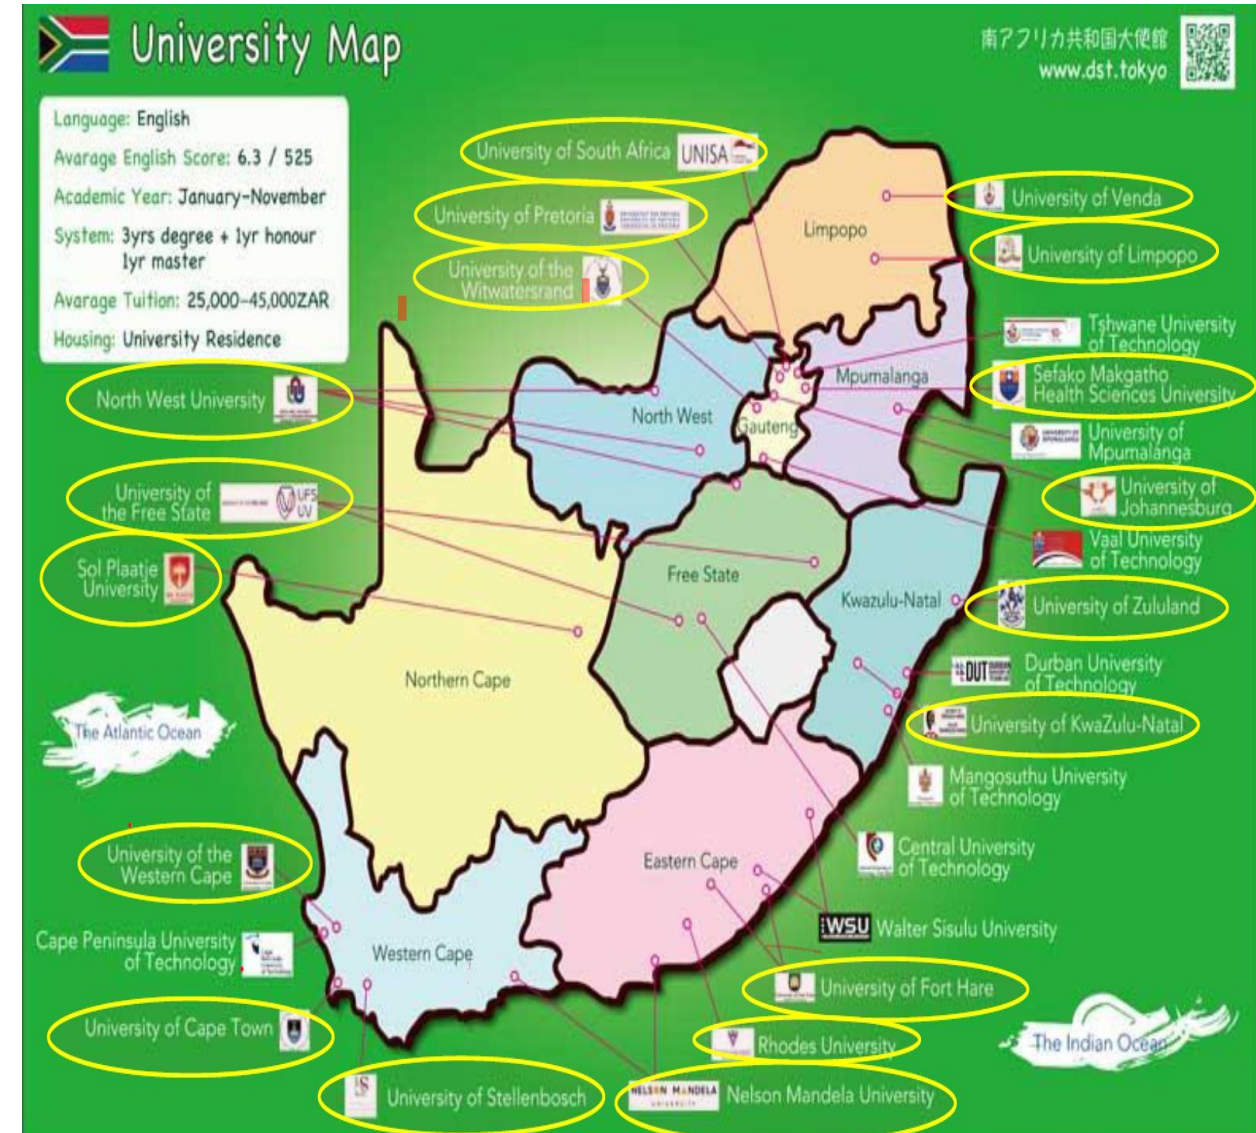 University Map
南アフリカ共和国大使館
www.dst.tokyo
Language: English
Avarage English Score: 6.3 / 525
Academic Year: January-November
System: 3yrs degree + 1yr honour
1yr master
Avarage Tuition: 25,000-45,000ZAR
Housing: University Residence
University of South Africa
UNISA
University of Pretoria
University of the
Witwatersrand
North West University
University of
the Free State
UFS
UV
Sol Plaatje
University
University of Venda
University of Limpopo
Tshwane University
of Technology
Sefako Makgatho
Health Sciences University
University of
Mpumalanga
University of
Johannesburg
Vaal University
of Technology
University of Zululand
DUT
Durban University
of Technology
University of KwaZulu-Natal
Mangosuthu University
of Technology
Central University
of Technology
WSU
Walter Sisulu University
University of Fort Hare
Rhodes University
NELSON MANDELA
UNIVERSITY
Nelson Mandela University
University of Stellenbosch
University of Cape Town
Cape Peninsula University
of Technology
University of the
Western Cape
Limpopo
Mpumalanga
North West
Gauteng
Free State
Kwazulu-Natal
Northern Cape
Eastern Cape
Western Cape
The Atlantic Ocean
The Indian Ocean